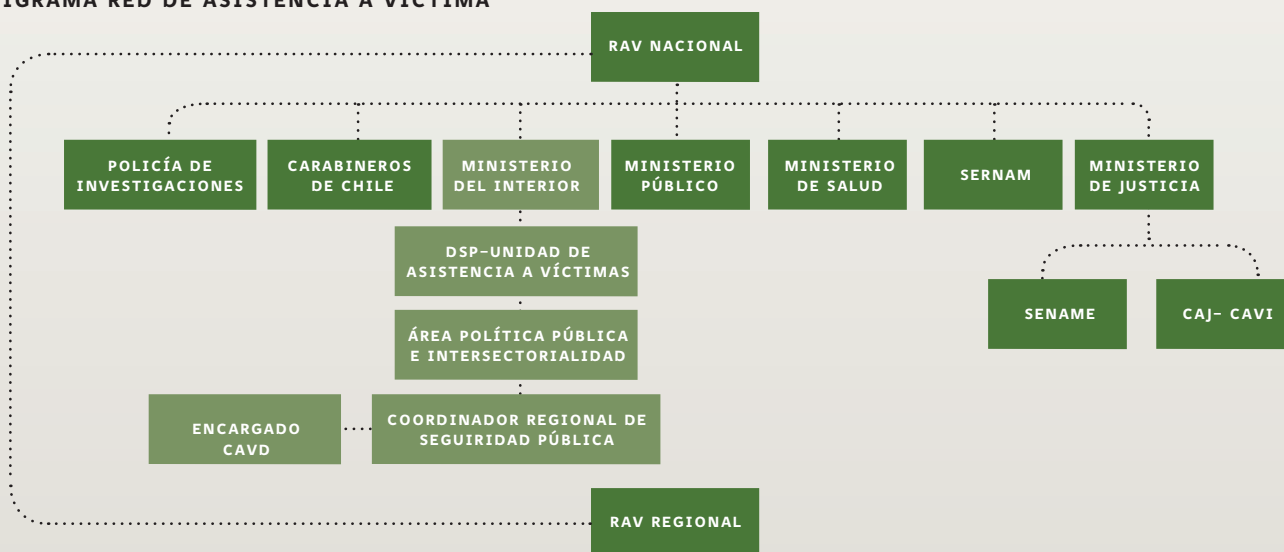 IGRAMA RED DE ASISTENCIA A VÍCTIMA
RAV NACIONAL
POLICÍA DE
INVESTIGACIONES
CARABINEROS
DE CHILE
MINISTERIO
DEL INTERIOR
MINISTERIO
PÚBLICO
MINISTERIO
DE SALUD
SERNAM
MINISTERIO
DE JUSTICIA
DSP-UNIDAD DE
ASISTENCIA A VÍCTIMAS
SENAME
CAJ- CAVI
ÁREA POLÍTICA PÚBLICA
E INTERSECTORIALIDAD
ENCARGADO
CAVD
COORDINADOR REGIONAL DE
SEGUIRIDAD PÚBLICA
RAV REGIONAL